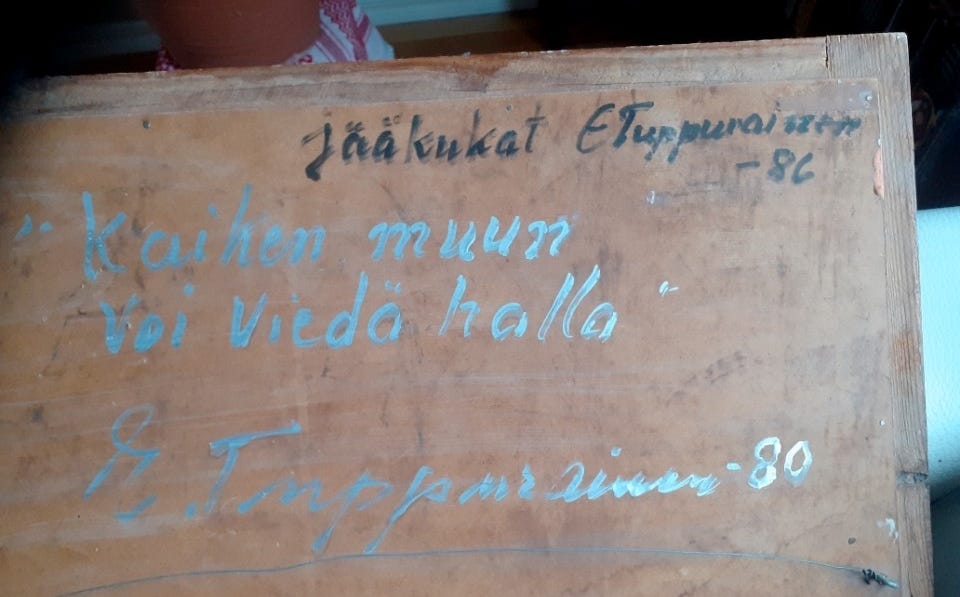 Jääkukat E Tuppurainen
-86
"Kaiken muun
voi viedä halla"
E. Tuppurainen -80